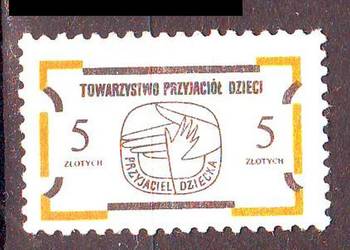 TOWARZYSTWO PRZYJACIÓŁ DZIECI
5 ZŁOTYCH
5 ZŁOTYCH
PRZYJACIEL DZIECKA